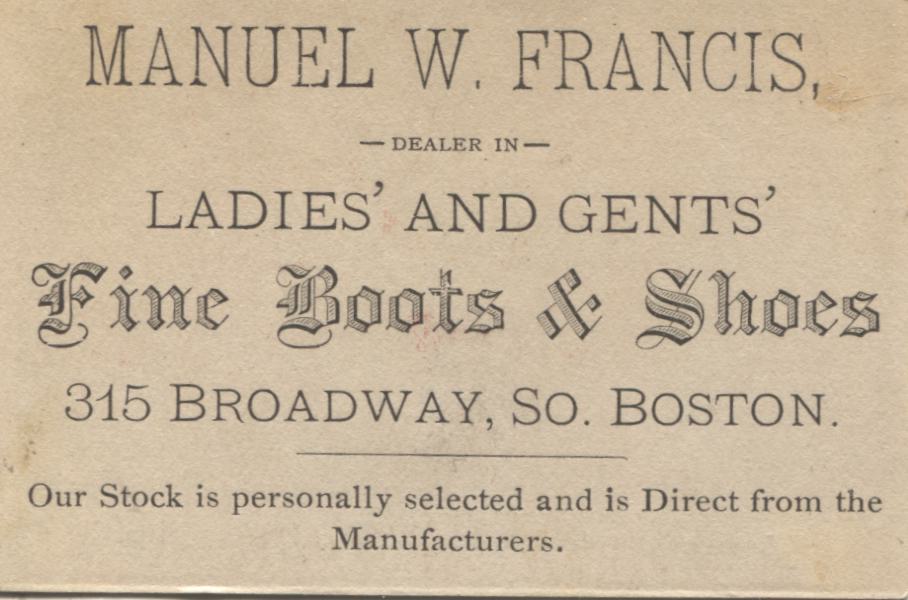 MANUEL W. FRANCIS,
— DEALER IN —
LADIES' AND GENTS'
Fine Boots & Shoes
315 BROADWAY, SO. BOSTON.
Our Stock is personally selected and is Direct from the
Manufacturers.